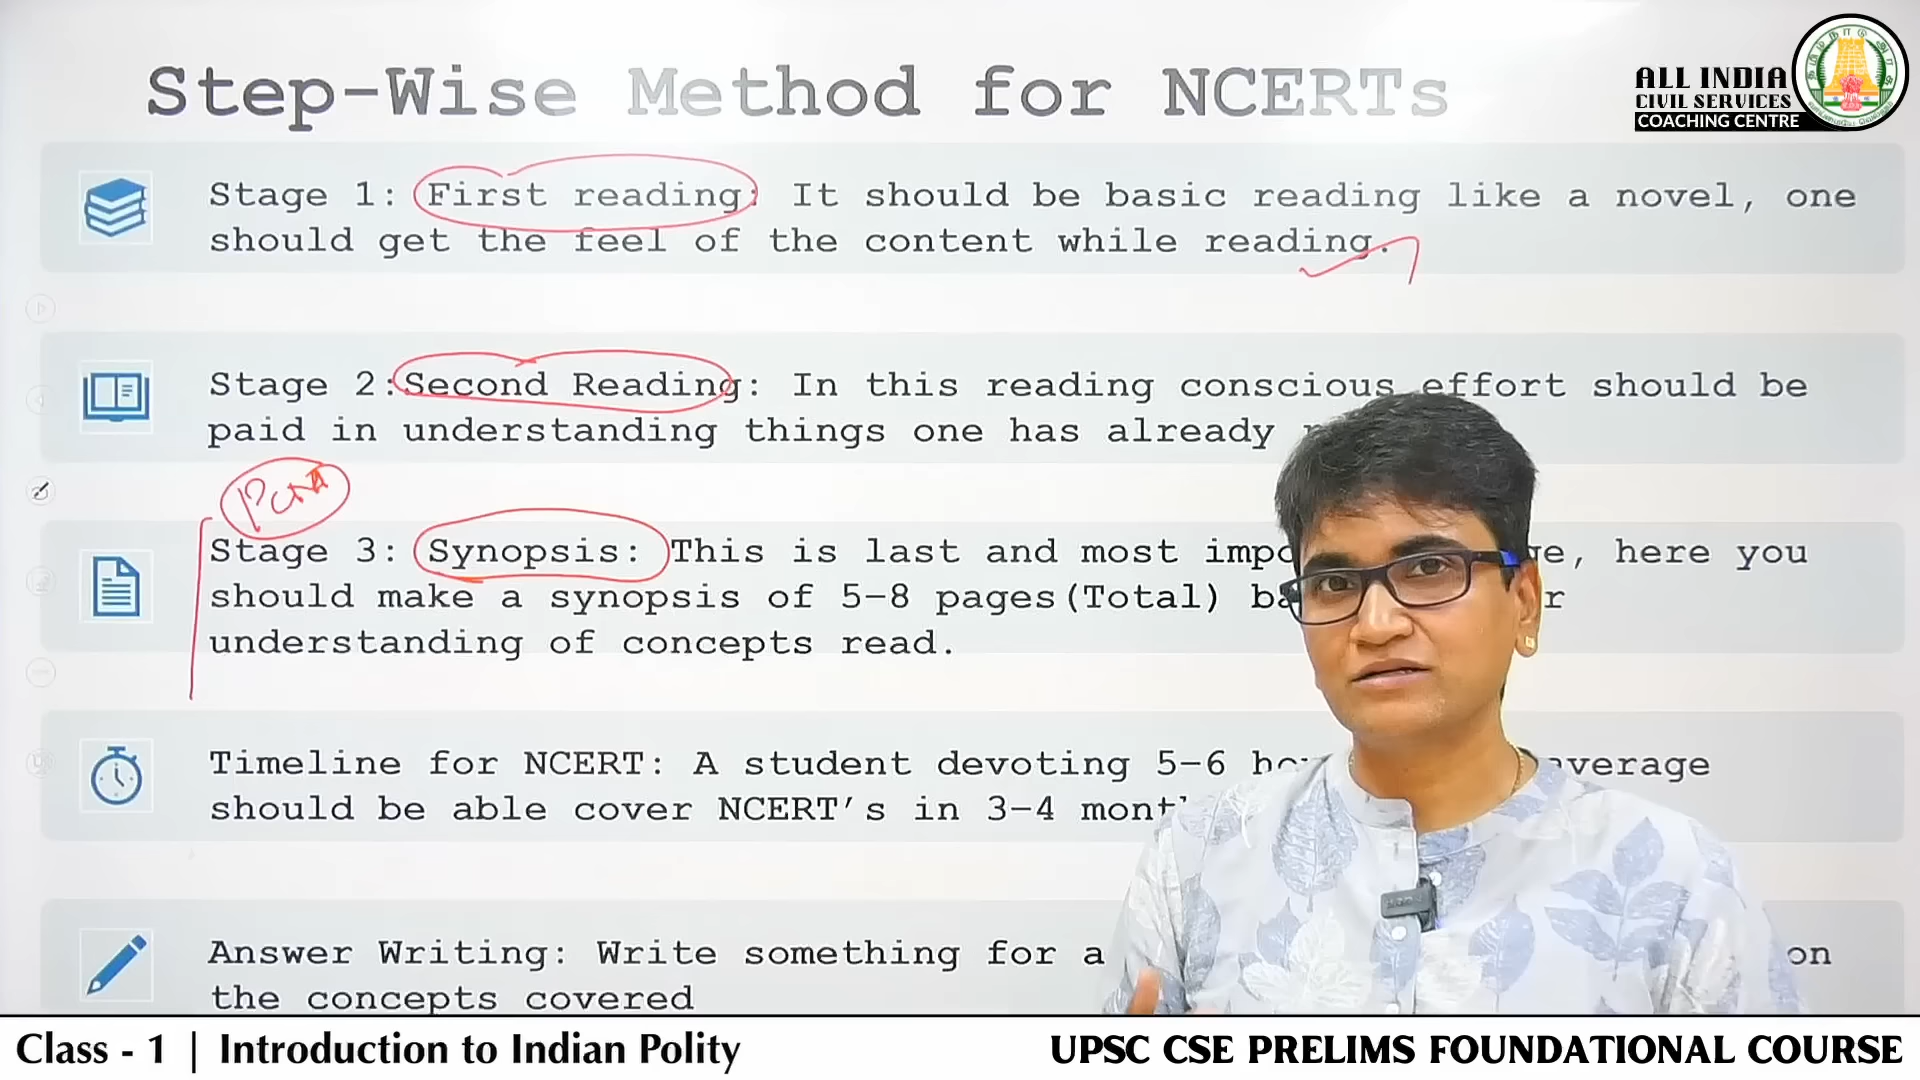 Step-Wise Method for NCERTs
ALL INDIA
CIVIL SERVICES
COACHING CENTRE
Stage 1: First reading: It should be basic reading like a novel, one
should get the feel of the content while reading.
Stage 2:Second Reading: In this reading conscious effort should be
paid in understanding things one has already
Stage 3: Synopsis: This is last and most here you
should make a synopsis of 5-8 pages(Total)
understanding of concepts read.
Timeline for NCERT: A student devoting 5-6 average
should be able cover NCERT's in 3-4
Answer Writing: Write something for a on
the concepts covered
Class - 1 | Introduction to Indian Polity
UPSC CSE PRELIMS FOUNDATIONAL COURSE